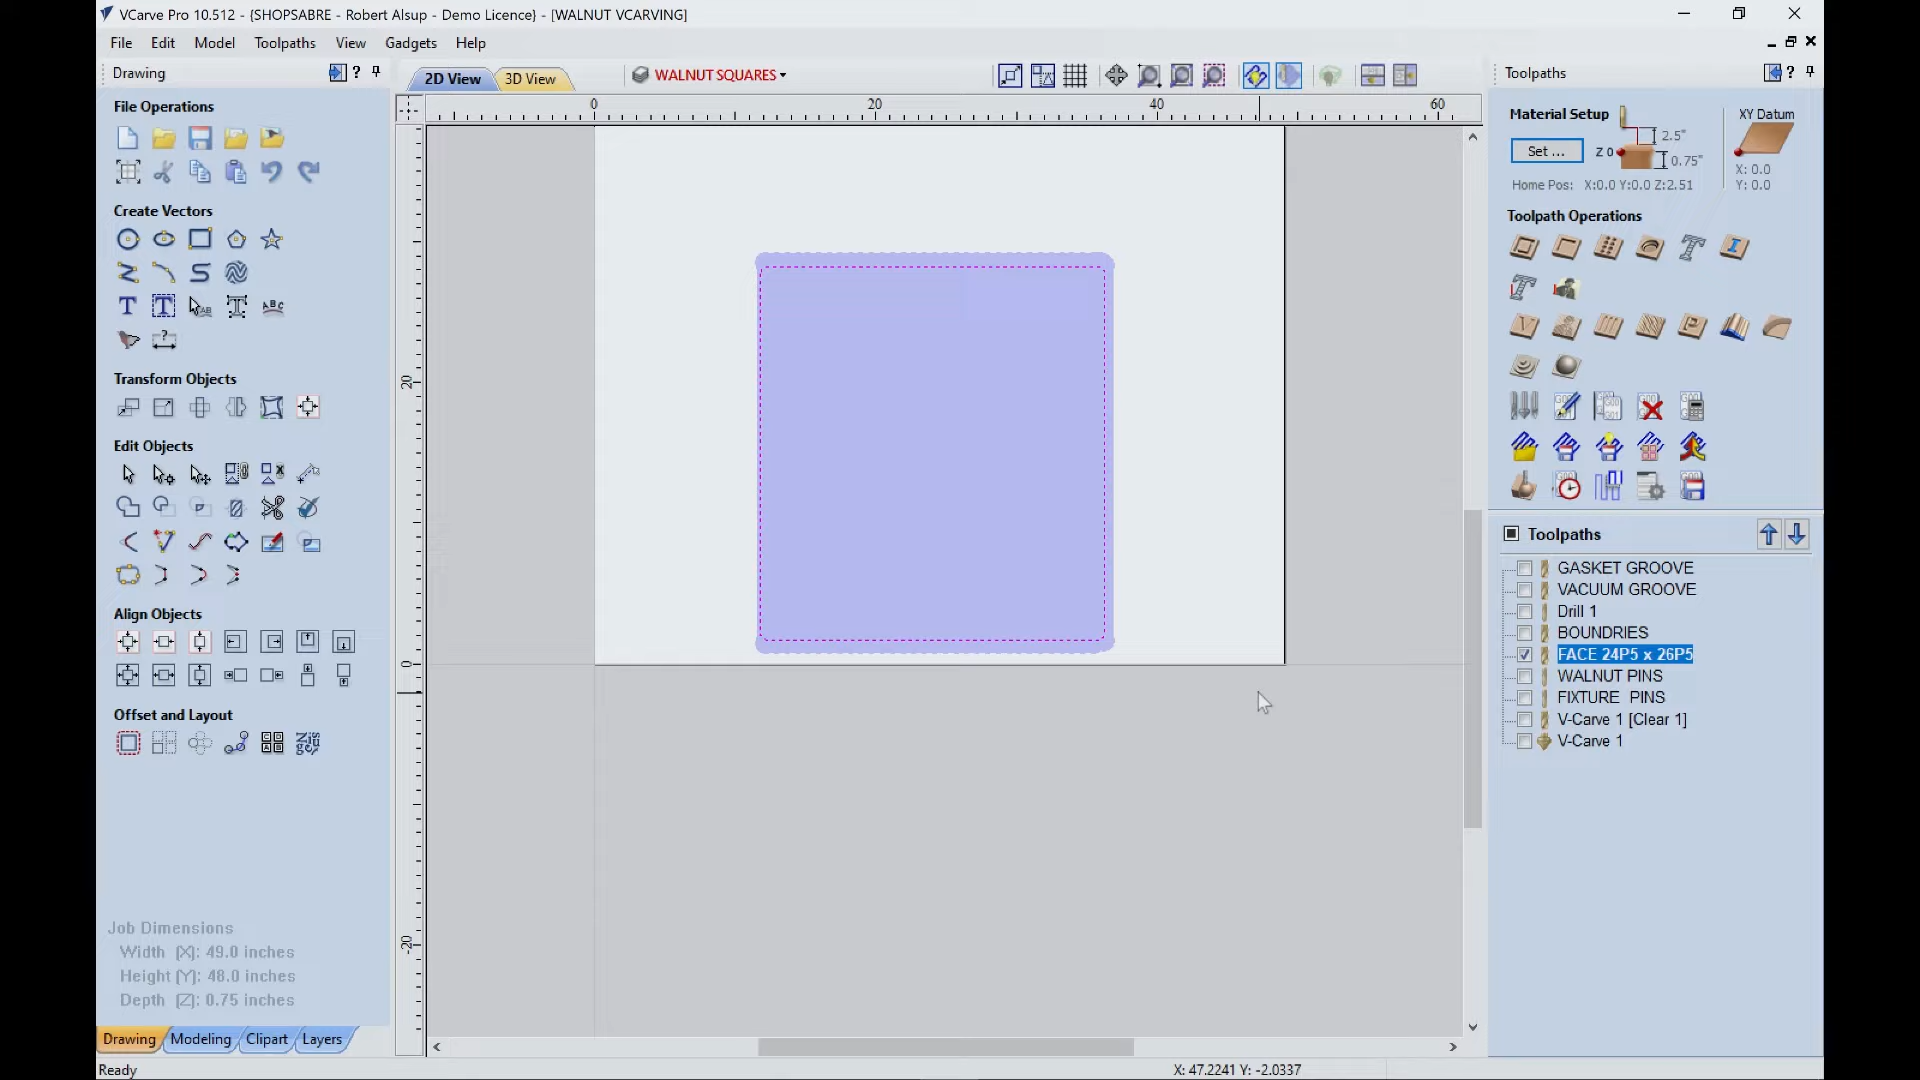 VCarve Pro 10.512 - {SHOPSABRE - Robert Alsup - Demo Licence} - [WALNUT VCARVING]
File Edit Model Toolpaths View Gadgets Help
Drawing
File Operations
Create Vectors
Transform Objects
Edit Objects
Align Objects
Offset and Layout
Job Dimensions
Width (X): 49.0 inches
Height (Y): 48.0 inches
Depth (Z): 0.75 inches
Drawing Modeling Clipart Layers
Ready
2D View 3D View WALNUT SQUARES
0 20 40 60
20
0
-20
X: 47.2241 Y: -2.0337
Toolpaths
Material Setup
Set ...
Z 0
2.5"
0.75"
XY Datum
X: 0.0
Y: 0.0
Home Pos: X:0.0 Y:0.0 Z:2.51
Toolpath Operations
Toolpaths
GASKET GROOVE
VACUUM GROOVE
Drill 1
BOUNDRIES
FACE 24P5 x 26P5
WALNUT PINS
FIXTURE PINS
V-Carve 1 [Clear 1]
V-Carve 1